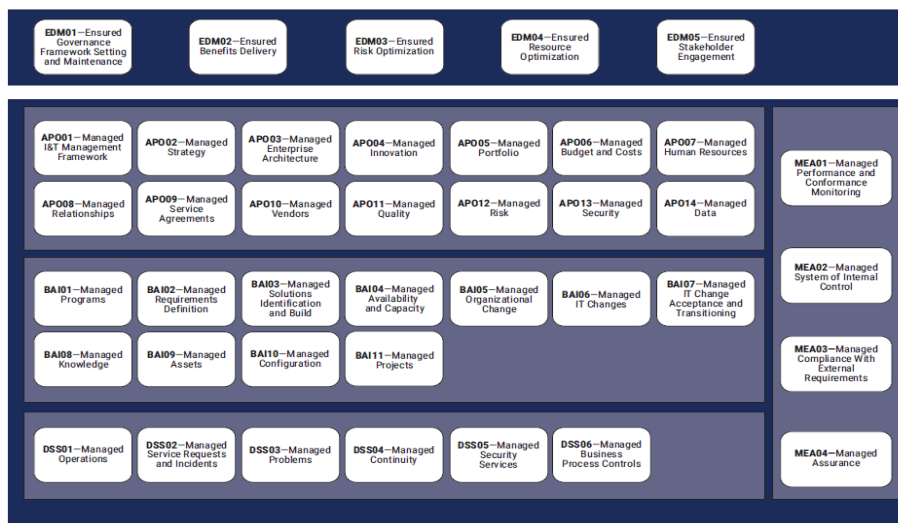 EDM01—Ensured
Governance
Framework Setting
and Maintenance
EDM02—Ensured
Benefits Delivery
EDM03—Ensured
Risk Optimization
EDM04—Ensured
Resource
Optimization
EDM05—Ensured
Stakeholder
Engagement
APO01—Managed
I&T Management
Framework
APO02—Managed
Strategy
APO03—Managed
Enterprise
Architecture
APO04—Managed
Innovation
APO05—Managed
Portfolio
APO06—Managed
Budget and Costs
APO07—Managed
Human Resources
APO08—Managed
Relationships
APO09—Managed
Service
Agreements
APO10—Managed
Vendors
APO11—Managed
Quality
APO12—Managed
Risk
APO13—Managed
Security
APO14—Managed
Data
BAI01—Managed
Programs
BAI02—Managed
Requirements
Definition
BAI03—Managed
Solutions
Identification
and Build
BAI04—Managed
Availability
and Capacity
BAI05—Managed
Organizational
Change
BAI06—Managed
IT Changes
BAI07—Managed
IT Change
Acceptance and
Transitioning
BAI08—Managed
Knowledge
BAI09—Managed
Assets
BAI10—Managed
Configuration
BAI11—Managed
Projects
DSS01—Managed
Operations
DSS02—Managed
Service Requests
and Incidents
DSS03—Managed
Problems
DSS04—Managed
Continuity
DSS05—Managed
Security
Services
DSS06—Managed
Business
Process Controls
MEA01—Managed
Performance and
Conformance
Monitoring
MEA02—Managed
System of Internal
Control
MEA03—Managed
Compliance With
External
Requirements
MEA04—Managed
Assurance